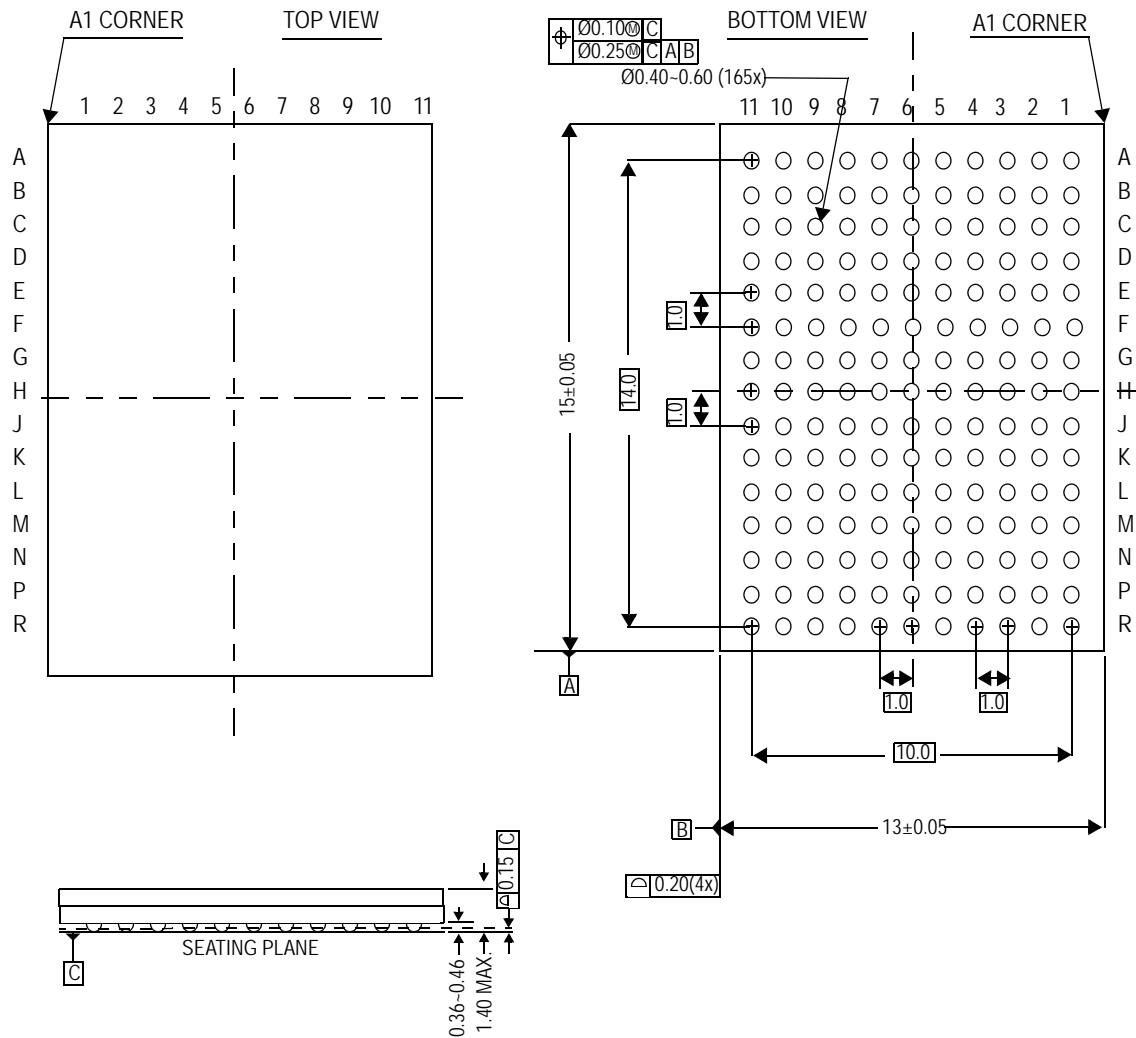 A1 CORNER
TOP VIEW
1 2 3 4 5 6 7 8 9 10 11
A
B
C
D
E
F
G
H
J
K
L
M
N
P
R
Ø0.10Ⓜ C
Ø0.25Ⓜ C A B
BOTTOM VIEW
A1 CORNER
Ø0.40~0.60 (165x)
11 10 9 8 7 6 5 4 3 2 1
A
B
C
D
E
F
G
H
J
K
L
M
N
P
R
1.0
1.0
14.0
15±0.05
A
1.0
1.0
10.0
B
13±0.05
0.20(4x)
0.15 C
SEATING PLANE
C
0.36~0.46
1.40 MAX.